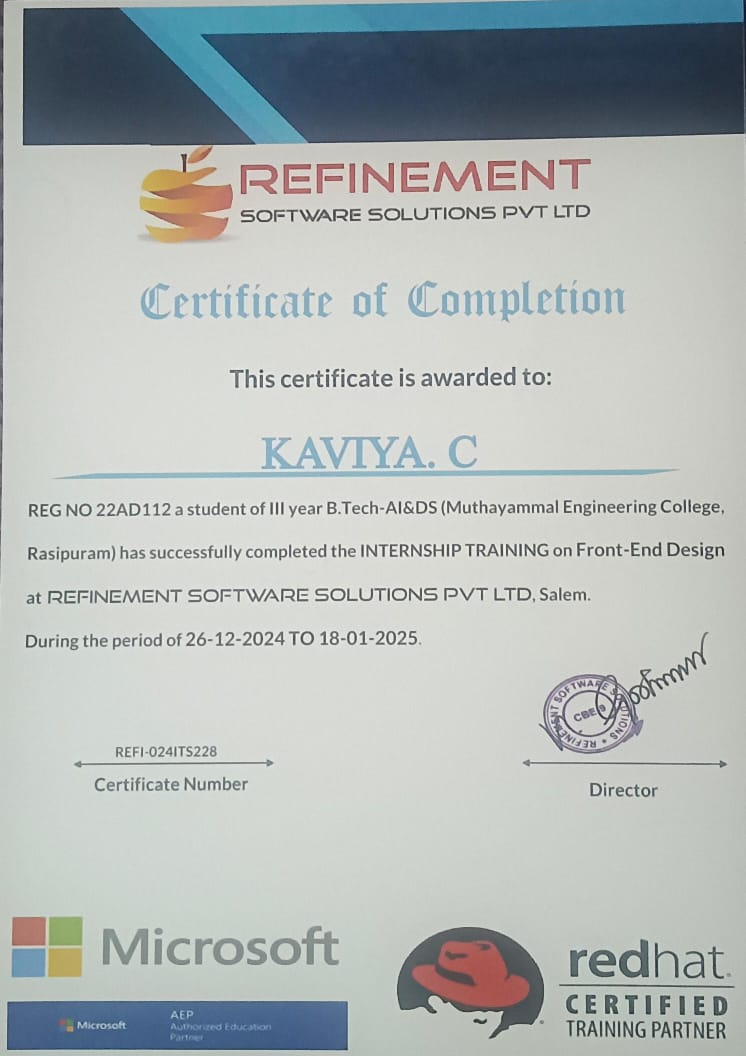 REFINEMENT
SOFTWARE SOLUTIONS PVT LTD
Certificate of Completion
This certificate is awarded to:
KAVIYA. C
REG NO 22AD112 a student of III year B.Tech-AI&DS (Muthayammal Engineering College,
Rasipuram) has successfully completed the INTERNSHIP TRAINING on Front-End Design
at REFINEMENT SOFTWARE SOLUTIONS PVT LTD, Salem.
During the period of 26-12-2024 TO 18-01-2025.
REFINEMENT SOFTWARE SOLUTIONS
REFI-024ITS228
Certificate Number
Director
Microsoft
redhat.
CERTIFIED
TRAINING PARTNER
Microsoft
AEP
Authorized Education
Partner